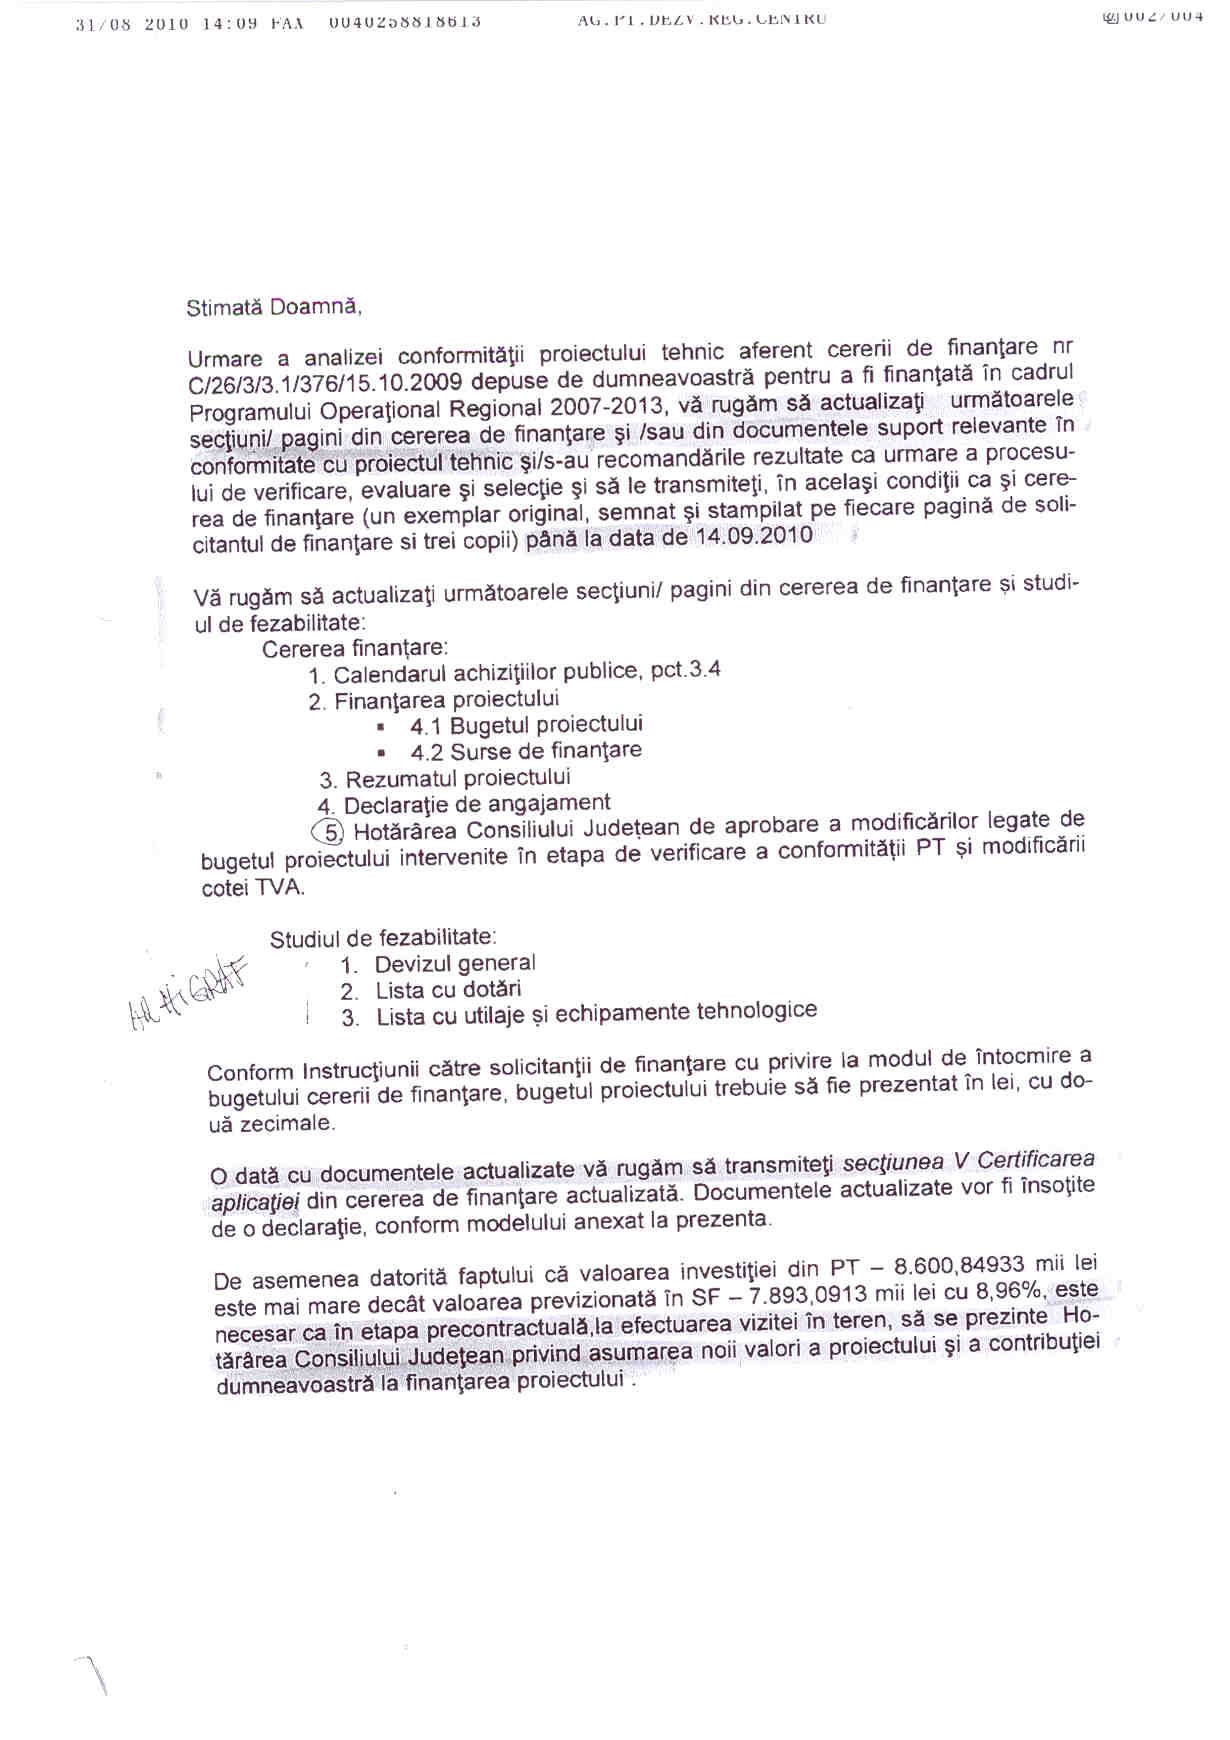 31/08 2010 14:09 FAX 0040258818613 AG.PT.DEZV.REG.CENTRU 002/004
Stimată Doamnă,
Urmare a analizei conformităţii proiectului tehnic aferent cererii de finanţare nr
C/26/3/3.1/376/15.10.2009 depuse de dumneavoastră pentru a fi finanţată în cadrul
Programului Operaţional Regional 2007-2013, vă rugăm să actualizaţi următoarele
secţiuni/ pagini din cererea de finanţare şi /sau din documentele suport relevante în
conformitate cu proiectul tehnic şi/s-au recomandările rezultate ca urmare a procesu-
lui de verificare, evaluare şi selecţie şi să le transmiteţi, în acelaşi condiţii ca şi cere-
rea de finanţare (un exemplar original, semnat şi stampilat pe fiecare pagină de soli-
citantul de finanţare si trei copii) până la data de 14.09.2010
Vă rugăm să actualizaţi următoarele secţiuni/ pagini din cererea de finanţare și studi-
ul de fezabilitate:
Cererea finanțare:
1. Calendarul achiziţiilor publice, pct.3.4
2. Finanţarea proiectului
▪ 4.1 Bugetul proiectului
▪ 4.2 Surse de finanţare
3. Rezumatul proiectului
4. Declaraţie de angajament
5. Hotărârea Consiliului Județean de aprobare a modificărilor legate de
bugetul proiectului intervenite în etapa de verificare a conformității PT și modificării
cotei TVA.
Studiul de fezabilitate:
1. Devizul general
2. Lista cu dotări
3. Lista cu utilaje și echipamente tehnologice
Conform Instrucţiunii către solicitanţii de finanţare cu privire la modul de întocmire a
bugetului cererii de finanţare, bugetul proiectului trebuie să fie prezentat în lei, cu do-
uă zecimale.
O dată cu documentele actualizate vă rugăm să transmiteţi secţiunea V Certificarea
aplicaţiei din cererea de finanţare actualizată. Documentele actualizate vor fi însoţite
de o declaraţie, conform modelului anexat la prezenta.
De asemenea datorită faptului că valoarea investiţiei din PT – 8.600,84933 mii lei
este mai mare decât valoarea previzionată în SF – 7.893,0913 mii lei cu 8,96%, este
necesar ca în etapa precontractuală,la efectuarea vizitei în teren, să se prezinte Ho-
tărârea Consiliului Judeţean privind asumarea noii valori a proiectului şi a contribuţiei
dumneavoastră la finanţarea proiectului .